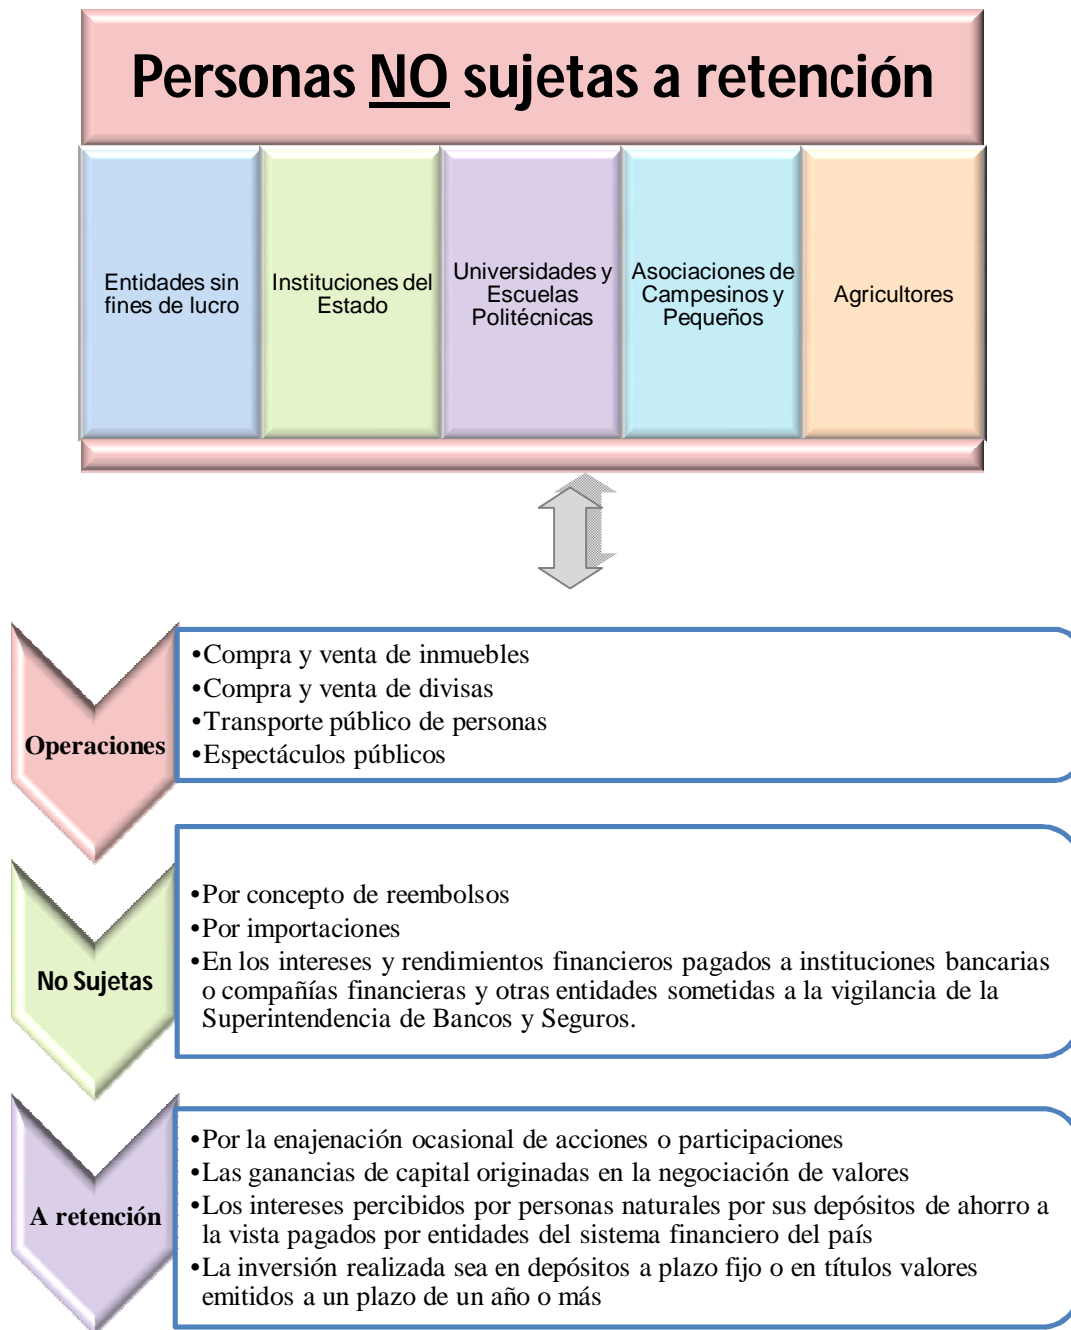 Personas NO sujetas a retención
Entidades sin
fines de lucro
Instituciones del
Estado
Universidades y
Escuelas
Politécnicas
Asociaciones de
Campesinos y
Pequeños
Agricultores
Operaciones
•Compra y venta de inmuebles
•Compra y venta de divisas
•Transporte público de personas
•Espectáculos públicos
No Sujetas
•Por concepto de reembolsos
•Por importaciones
•En los intereses y rendimientos financieros pagados a instituciones bancarias
o compañías financieras y otras entidades sometidas a la vigilancia de la
Superintendencia de Bancos y Seguros.
A retención
•Por la enajenación ocasional de acciones o participaciones
•Las ganancias de capital originadas en la negociación de valores
•Los intereses percibidos por personas naturales por sus depósitos de ahorro a
la vista pagados por entidades del sistema financiero del país
•La inversión realizada sea en depósitos a plazo fijo o en títulos valores
emitidos a un plazo de un año o más